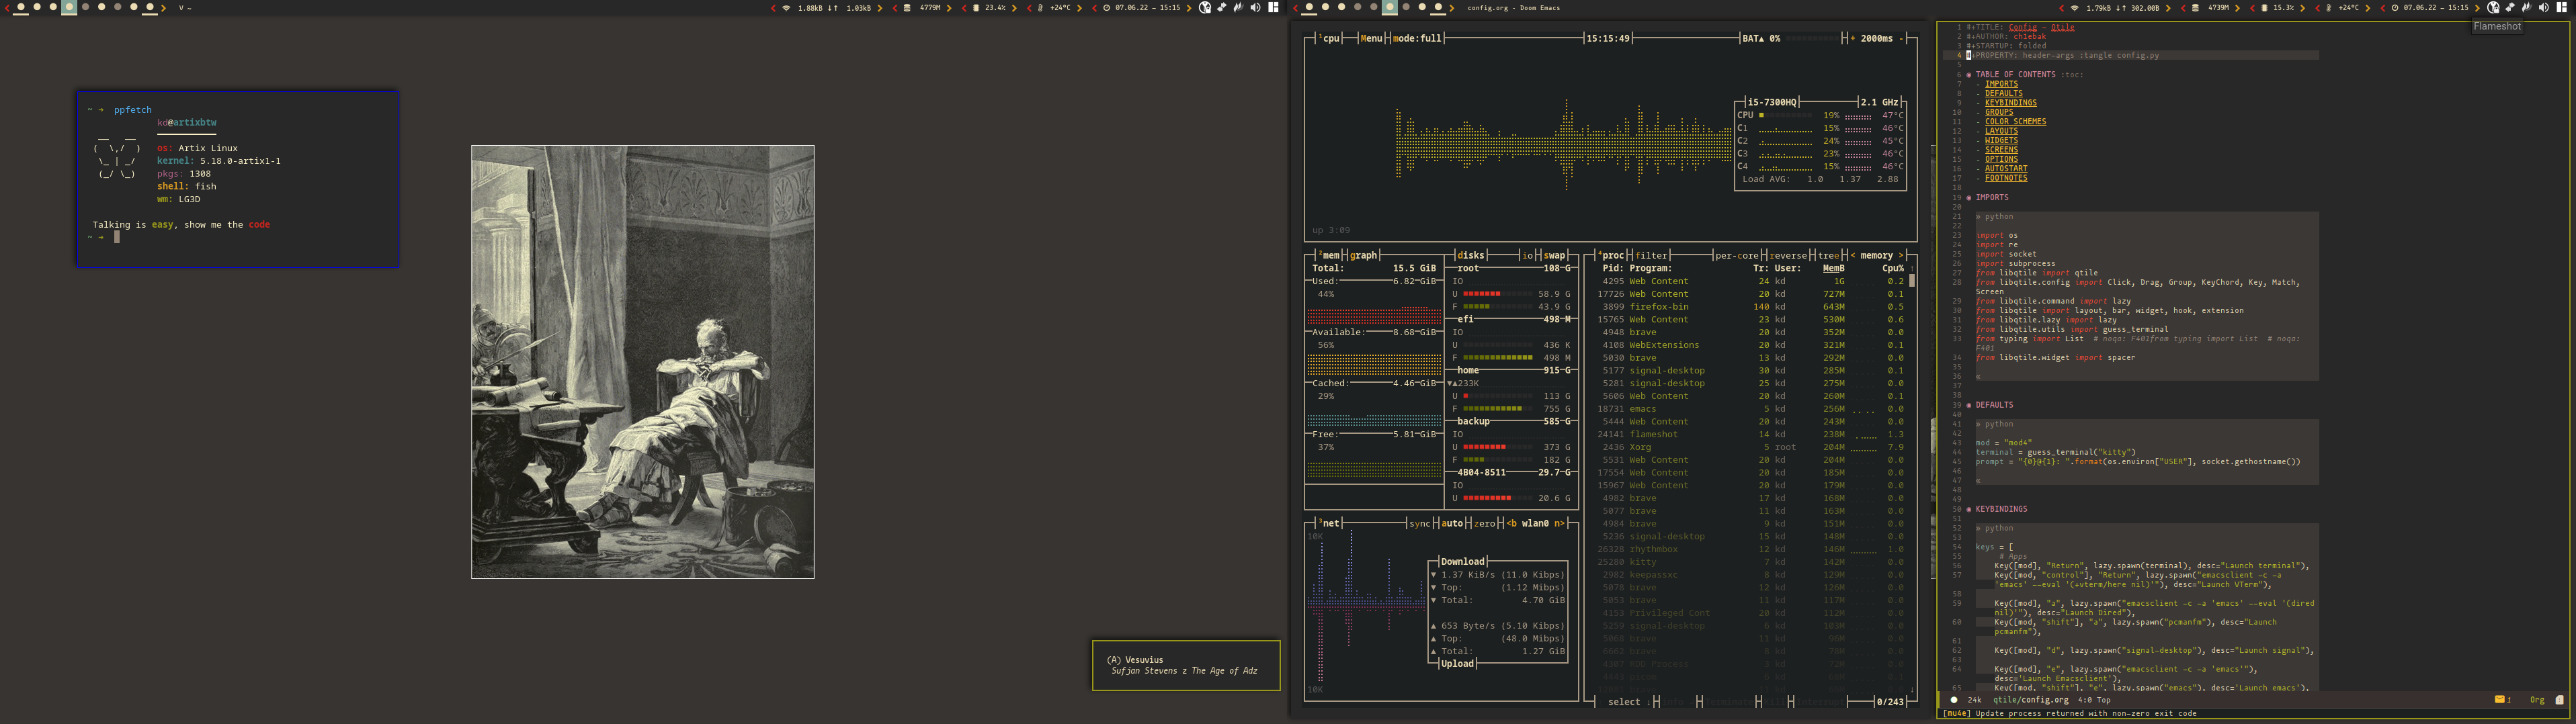 V ~
1.88kB ↓↑ 1.03kB
4779M
23.4%
+24°C
07.06.22 – 15:15
~ → ppfetch
kd@artixbtw
os: Artix Linux
kernel: 5.18.0-artix1-1
pkgs: 1308
shell: fish
wm: LG3D
Talking is easy, show me the code
~ →
(A) Vesuvius
Sufjan Stevens z The Age of Adz
config.org - Doom Emacs
1.79kB ↓↑ 302.00B
4739M
15.3%
+24°C
07.06.22 – 15:15
Flameshot
¹cpu Menu mode:full 15:15:49 BAT▲ 0% + 2000ms -
i5-7300HQ 2.1 GHz
CPU 19% 47°C
C1 15% 46°C
C2 24% 45°C
C3 23% 46°C
C4 15% 46°C
Load AVG: 1.0 1.37 2.88
up 3:09
²mem graph
Total: 15.5 GiB
Used: 6.82 GiB
44%
Available: 8.68 GiB
56%
Cached: 4.46 GiB
29%
Free: 5.81 GiB
37%
disks io swap
root 108 G
IO
U 58.9 G
F 43.9 G
efi 498 M
IO
U 436 K
F 498 M
home 915 G
▼▲233K
U 113 G
F 755 G
backup 585 G
IO
U 373 G
F 182 G
4B04-8511 29.7 G
IO
U 20.6 G
³net sync auto zero <b wlan0 n>
10K
Download
▼ 1.37 KiB/s (11.0 Kibps)
▼ Top: (1.12 Mibps)
▼ Total: 4.70 GiB
▲ 653 Byte/s (5.10 Kibps)
▲ Top: (48.0 Mibps)
▲ Total: 1.27 GiB
Upload
10K
⁴proc filter per-core reverse tree < memory >
Pid: Program: Tr: User: MemB Cpu% ↑
4295 Web Content 24 kd 1G 0.2
17726 Web Content 20 kd 727M 0.1
3899 firefox-bin 140 kd 643M 0.5
15765 Web Content 23 kd 530M 0.6
4948 brave 20 kd 352M 0.0
4108 WebExtensions 20 kd 321M 0.1
5030 brave 13 kd 292M 0.0
5177 signal-desktop 30 kd 285M 0.1
5281 signal-desktop 25 kd 275M 0.0
5606 Web Content 20 kd 260M 0.1
18731 emacs 5 kd 256M 0.0
5444 Web Content 20 kd 243M 0.0
24141 flameshot 14 kd 238M 1.3
2436 Xorg 5 root 204M 7.9
5531 Web Content 20 kd 204M 0.0
17554 Web Content 20 kd 185M 0.0
15967 Web Content 20 kd 179M 0.0
4982 brave 17 kd 168M 0.0
5077 brave 11 kd 163M 0.0
4984 brave 9 kd 151M 0.0
5236 signal-desktop 15 kd 148M 0.0
26328 rhythmbox 12 kd 146M 1.0
25280 kitty 7 kd 142M 0.0
2982 keepassxc 8 kd 129M 0.0
5078 brave 12 kd 126M 0.0
5053 brave 11 kd 117M 0.0
4153 Privileged Cont 20 kd 112M 0.0
5259 signal-desktop 6 kd 103M 0.0
select ↓ 0/243
1 #+TITLE: Config – Qtile
2 #+AUTHOR: ch1ebak
3 #+STARTUP: folded
4 #+PROPERTY: header-args :tangle config.py
5
6 ◉ TABLE OF CONTENTS :toc:
7 - IMPORTS
8 - DEFAULTS
9 - KEYBINDINGS
10 - GROUPS
11 - COLOR SCHEMES
12 - LAYOUTS
13 - WIDGETS
14 - SCREENS
15 - OPTIONS
16 - AUTOSTART
17 - FOOTNOTES
18
19 ◉ IMPORTS
20
21 » python
22
23 import os
24 import re
25 import socket
26 import subprocess
27 from libqtile import qtile
28 from libqtile.config import Click, Drag, Group, KeyChord, Key, Match,
Screen
29 from libqtile.command import lazy
30 from libqtile import layout, bar, widget, hook, extension
31 from libqtile.lazy import lazy
32 from libqtile.utils import guess_terminal
33 from typing import List # noqa: F401from typing import List # noqa:
F401
34 from libqtile.widget import spacer
35
36 «
37
38
39 ◉ DEFAULTS
40
41 » python
42
43 mod = "mod4"
44 terminal = guess_terminal("kitty")
45 prompt = "{0}@{1}: ".format(os.environ["USER"], socket.gethostname())
46
47 «
48
49
50 ◉ KEYBINDINGS
51
52 » python
53
54 keys = [
55 # Apps
56 Key([mod], "Return", lazy.spawn(terminal), desc="Launch terminal"),
57 Key([mod, "control"], "Return", lazy.spawn("emacsclient -c -a
'emacs' --eval '(+vterm/here nil)'"), desc="Launch VTerm"),
58
59 Key([mod], "a", lazy.spawn("emacsclient -c -a 'emacs' --eval '(dired
nil)'"), desc="Launch Dired"),
60 Key([mod, "shift"], "a", lazy.spawn("pcmanfm"), desc="Launch
pcmanfm"),
61
62 Key([mod], "d", lazy.spawn("signal-desktop"), desc="Launch signal"),
63
64 Key([mod], "e", lazy.spawn("emacsclient -c -a 'emacs'"),
desc='Launch Emacsclient'),
65 Key([mod, "shift"], "e", lazy.spawn("emacs"), desc='Launch emacs'),
24k qtile/config.org 4:0 Top 1 Org
[mu4e] Update process returned with non-zero exit code